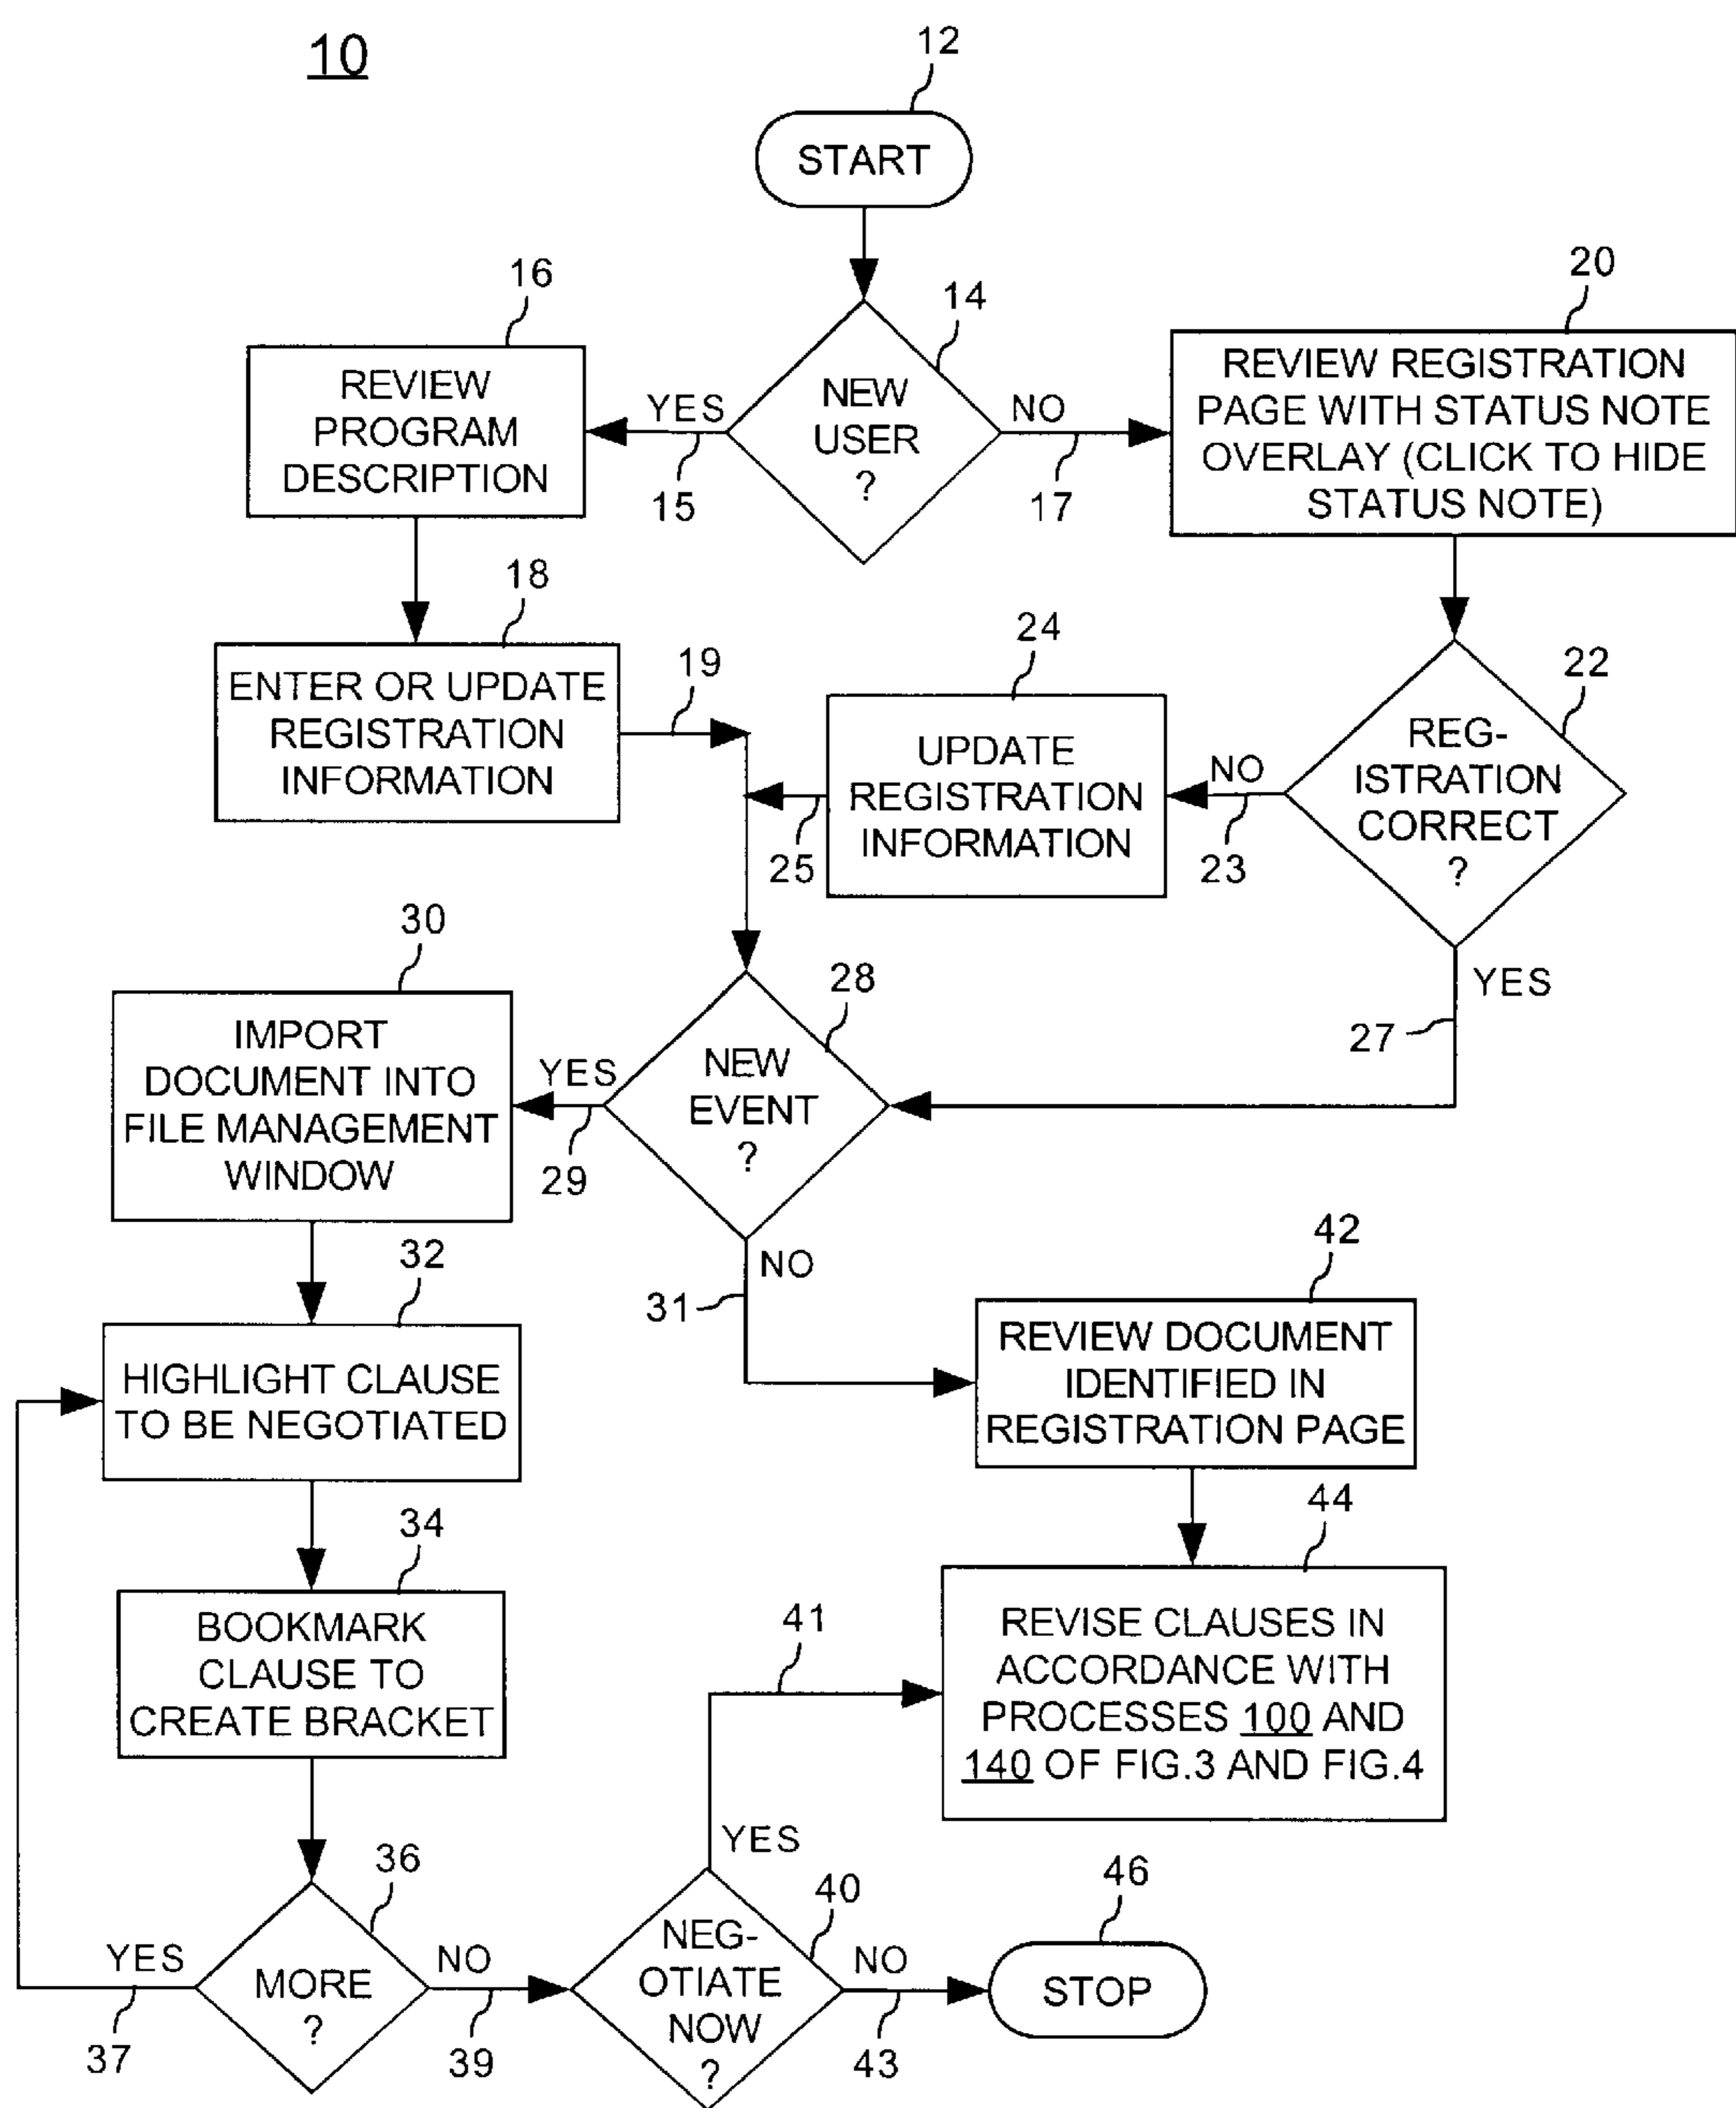 10
12
START
14
NEW
USER
?
YES
15
NO
17
16
REVIEW
PROGRAM
DESCRIPTION
20
REVIEW REGISTRATION
PAGE WITH STATUS NOTE
OVERLAY (CLICK TO HIDE
STATUS NOTE)
18
ENTER OR UPDATE
REGISTRATION
INFORMATION
19
24
UPDATE
REGISTRATION
INFORMATION
25
22
REG-
ISTRATION
CORRECT
?
NO
23
YES
27
28
NEW
EVENT
?
YES
29
NO
31
30
IMPORT
DOCUMENT INTO
FILE MANAGEMENT
WINDOW
32
HIGHLIGHT CLAUSE
TO BE NEGOTIATED
42
REVIEW DOCUMENT
IDENTIFIED IN
REGISTRATION PAGE
34
BOOKMARK
CLAUSE TO
CREATE BRACKET
44
REVISE CLAUSES IN
ACCORDANCE WITH
PROCESSES 100 AND
140 OF FIG.3 AND FIG.4
41
YES
36
MORE
?
YES
37
NO
39
40
NEG-
OTIATE
NOW
?
NO
43
46
STOP